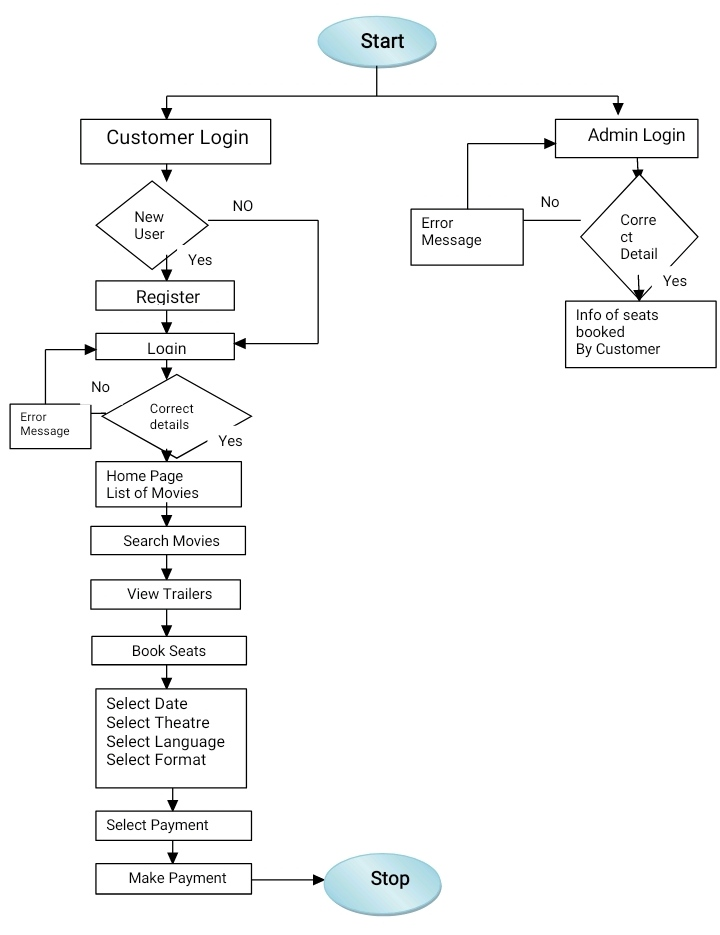 Start
Customer Login
Admin Login
New
User
NO
Yes
Register
Login
No
Error
Message
Correct
details
Yes
Home Page
List of Movies
Search Movies
View Trailers
Book Seats
Select Date
Select Theatre
Select Language
Select Format
Select Payment
Make Payment
Stop
No
Error
Message
Corre
ct
Detail
Yes
Info of seats
booked
By Customer